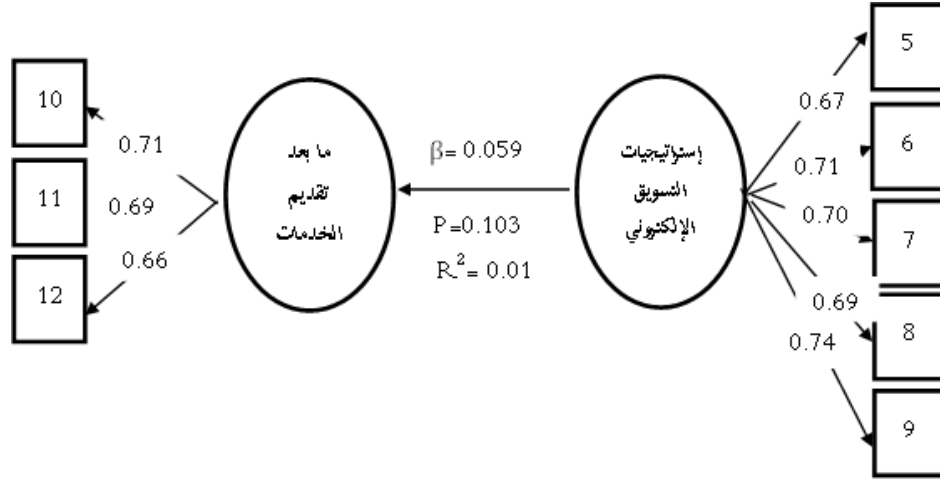 10
11
12
0.71
0.69
0.66
ما بعد
تقديم
الخدمات
β= 0.059
P=0.103
R²= 0.01
إستراتيجيات
التسويق
الإلكتروني
0.67
0.71
0.70
0.69
0.74
5
6
7
8
9